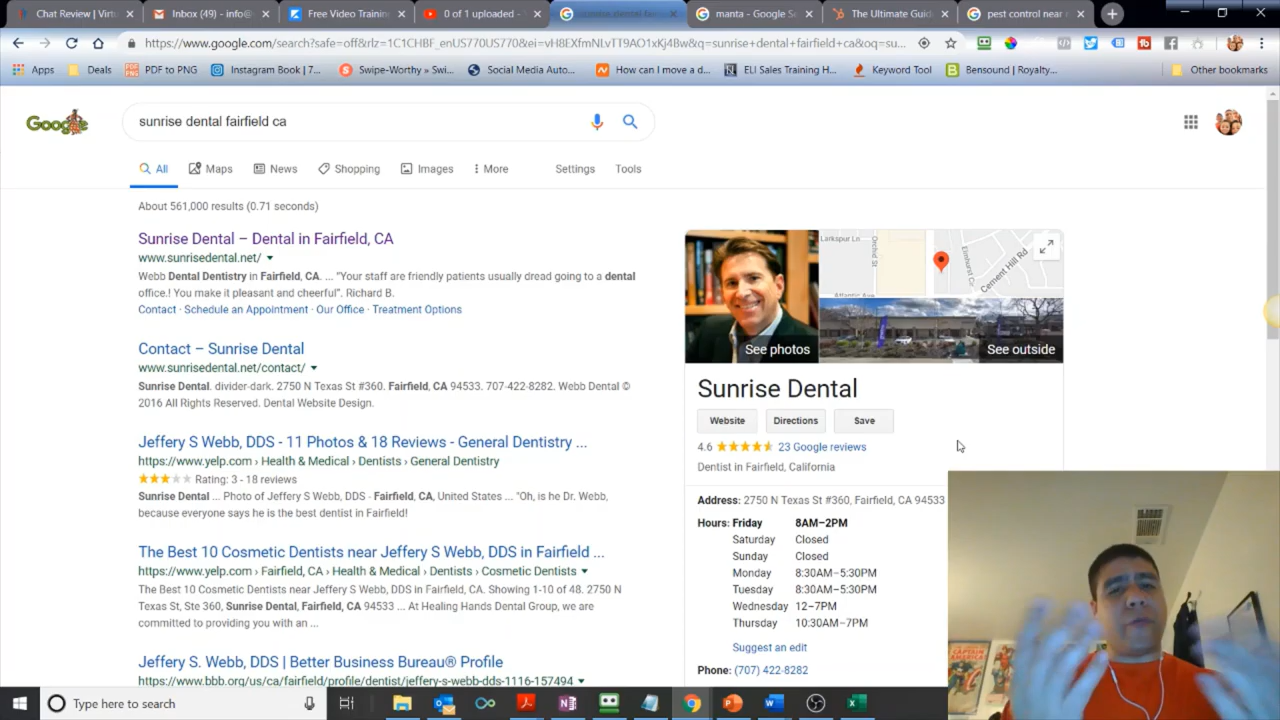 Chat Review | Virtu
Inbox (49) - info@
Free Video Training
0 of 1 uploaded - Y
sunrise dental fai
manta - Google Se
The Ultimate Guid
pest control near
https://www.google.com/search?safe=off&rlz=1C1CHBF_enUS770US770&ei=vH8EXfmNLvTT9AO1xKj4Bw&q=sunrise+dental+fairfield+ca&oq=su...
Apps
Deals
PDF to PNG
Instagram Book | 7...
Swipe-Worthy » Swi...
Social Media Auto...
How can I move a d...
ELI Sales Training H...
Keyword Tool
Bensound | Royalty...
Other bookmarks
Google
sunrise dental fairfield ca
All
Maps
News
Shopping
Images
More
Settings
Tools
About 561,000 results (0.71 seconds)
Sunrise Dental – Dental in Fairfield, CA
www.sunrisedental.net/
Webb Dental Dentistry in Fairfield, CA. ... "Your staff are friendly patients usually dread going to a dental
office.! You make it pleasant and cheerful". Richard B.
Contact · Schedule an Appointment · Our Office · Treatment Options
Contact – Sunrise Dental
www.sunrisedental.net/contact/
Sunrise Dental. divider-dark. 2750 N Texas St #360. Fairfield, CA 94533. 707-422-8282. Webb Dental ©
2016 All Rights Reserved. Dental Website Design.
Jeffery S Webb, DDS - 11 Photos & 18 Reviews - General Dentistry ...
https://www.yelp.com › Health & Medical › Dentists › General Dentistry
Rating: 3 - 18 reviews
Sunrise Dental ... Photo of Jeffery S Webb, DDS - Fairfield, CA, United States ... "Oh, is he Dr. Webb,
because everyone says he is the best dentist in Fairfield!
The Best 10 Cosmetic Dentists near Jeffery S Webb, DDS in Fairfield ...
https://www.yelp.com › Fairfield, CA › Health & Medical › Dentists › Cosmetic Dentists
The Best 10 Cosmetic Dentists near Jeffery S Webb, DDS in Fairfield, CA. Showing 1-10 of 48. 2750 N
Texas St, Ste 360, Sunrise Dental, Fairfield, CA 94533 ... At Healing Hands Dental Group, we are
committed to providing you with an ...
Jeffery S. Webb, DDS | Better Business Bureau® Profile
https://www.bbb.org/us/ca/fairfield/profile/dentist/jeffery-s-webb-dds-1116-157494
Larkspur Ln
Orchid St
Elmhurst Cir
Cement Hill Rd
Atlantic Ave
See photos
See outside
Sunrise Dental
Website
Directions
Save
4.6
23 Google reviews
Dentist in Fairfield, California
Address: 2750 N Texas St #360, Fairfield, CA 94533
Hours: Friday 8AM–2PM
Saturday Closed
Sunday Closed
Monday 8:30AM–5:30PM
Tuesday 8:30AM–5:30PM
Wednesday 12–7PM
Thursday 10:30AM–7PM
Suggest an edit
Phone: (707) 422-8282
Type here to search